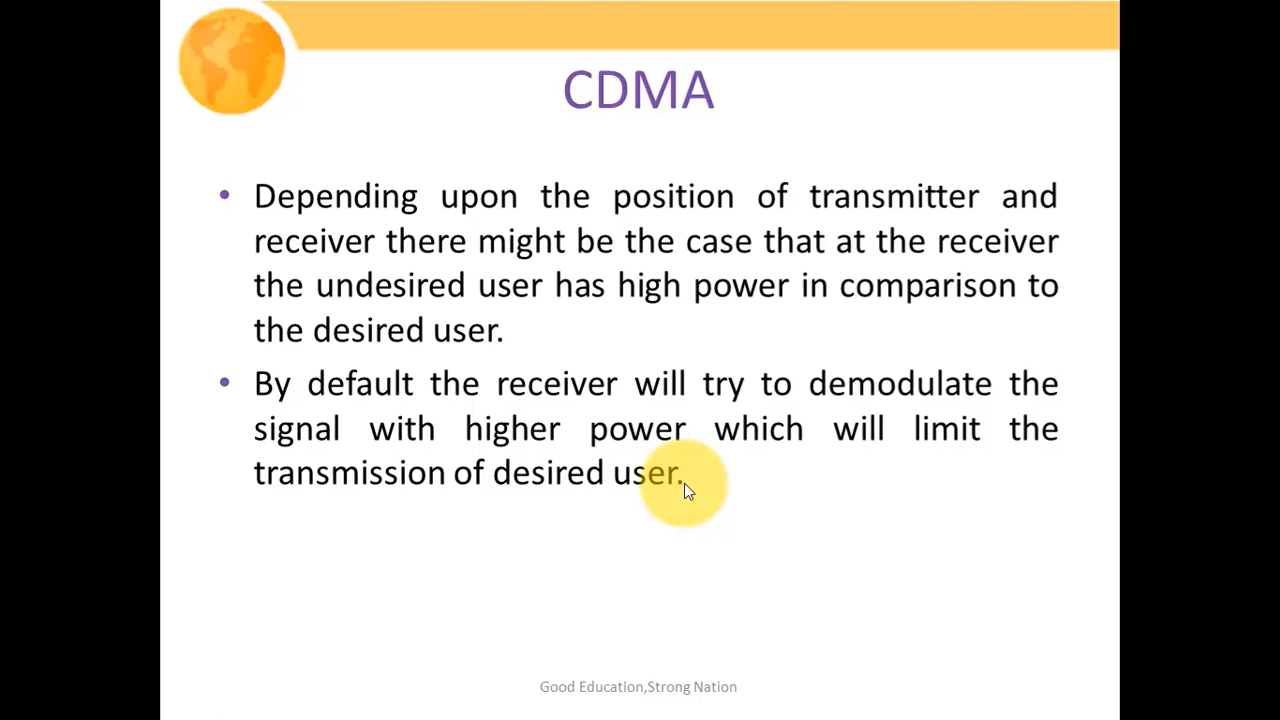 CDMA
• Depending upon the position of transmitter and
receiver there might be the case that at the receiver
the undesired user has high power in comparison to
the desired user.
• By default the receiver will try to demodulate the
signal with higher power which will limit the
transmission of desired user.
Good Education,Strong Nation